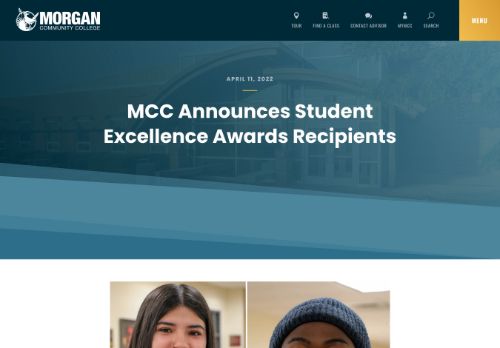 MORGAN
COMMUNITY COLLEGE
TOUR
FIND A CLASS
CONTACT ADVISOR
MYMCC
SEARCH
MENU
APRIL 11, 2022
MCC Announces Student
Excellence Awards Recipients